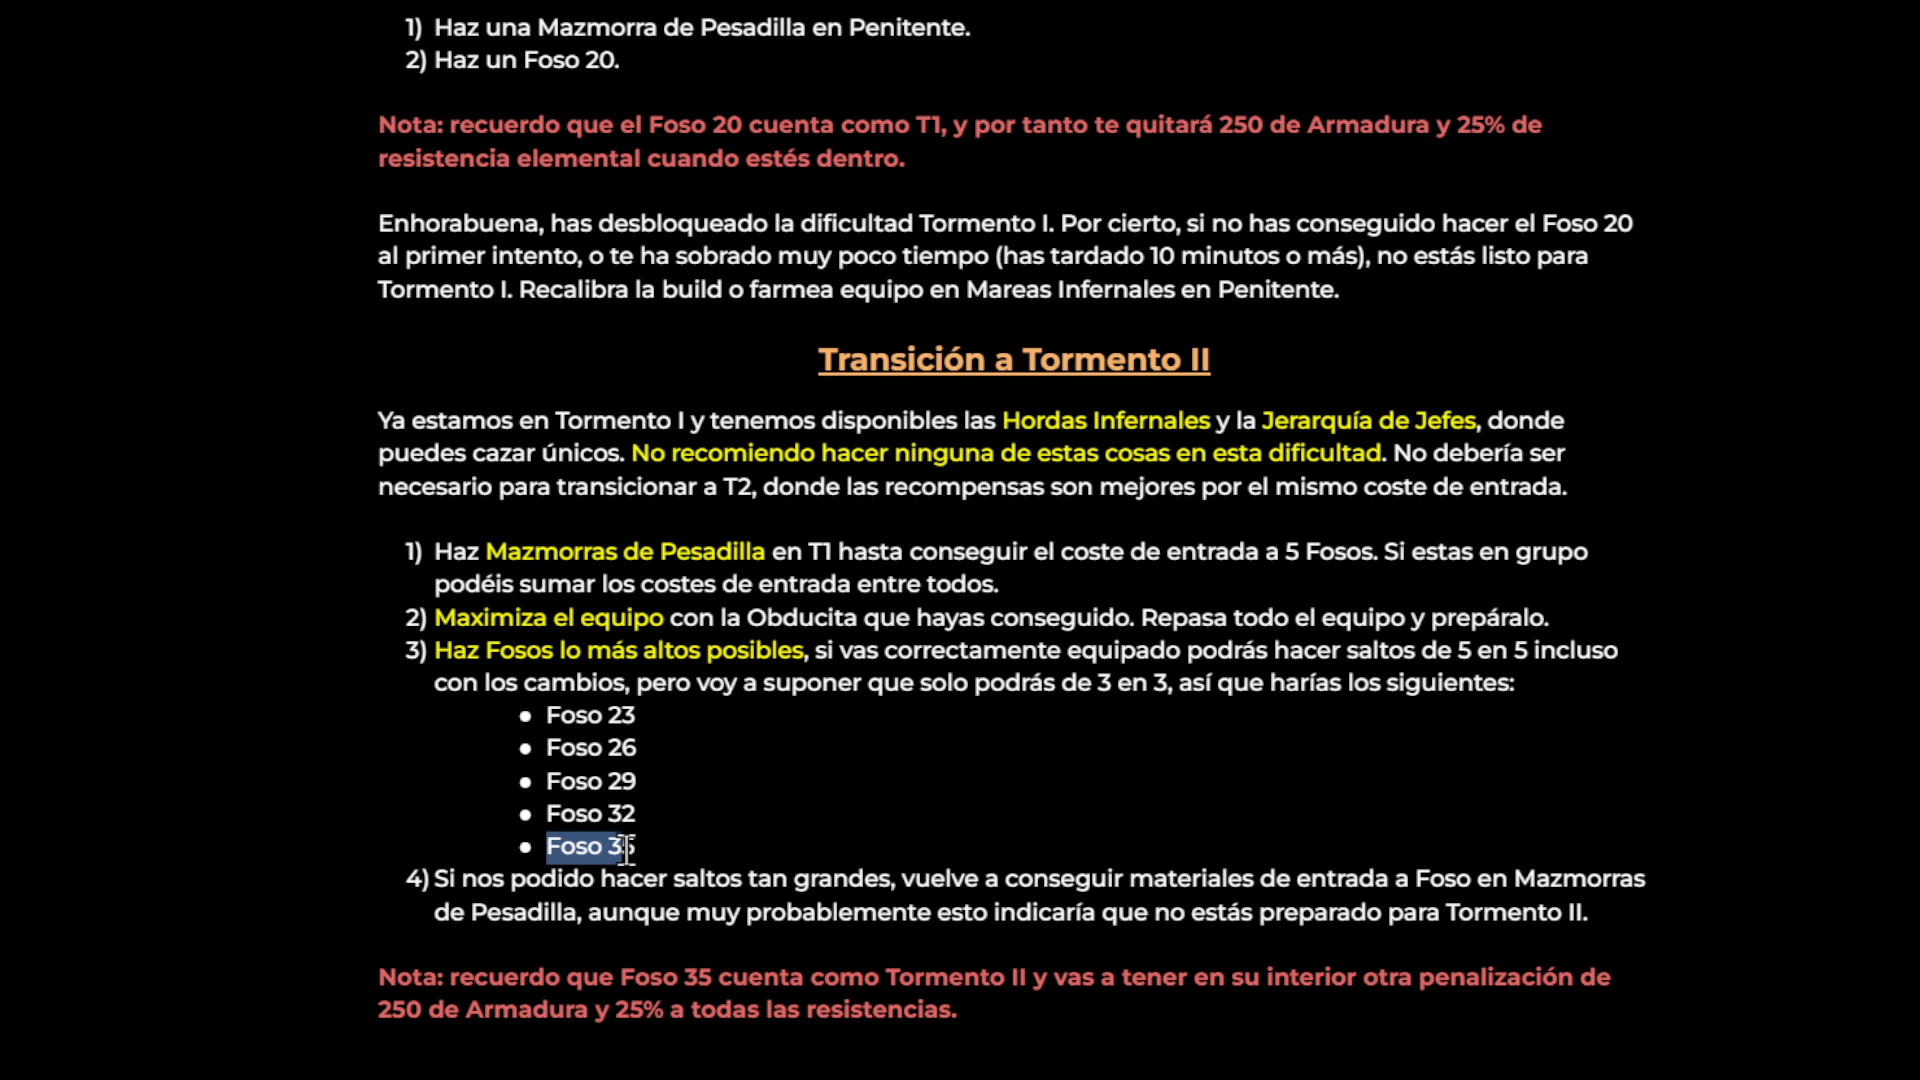 1) Haz una Mazmorra de Pesadilla en Penitente.
2) Haz un Foso 20.
Nota: recuerdo que el Foso 20 cuenta como T1, y por tanto te quitará 250 de Armadura y 25% de
resistencia elemental cuando estés dentro.
Enhorabuena, has desbloqueado la dificultad Tormento I. Por cierto, si no has conseguido hacer el Foso 20
al primer intento, o te ha sobrado muy poco tiempo (has tardado 10 minutos o más), no estás listo para
Tormento I. Recalibra la build o farmea equipo en Mareas Infernales en Penitente.
Transición a Tormento II
Ya estamos en Tormento I y tenemos disponibles las Hordas Infernales y la Jerarquía de Jefes, donde
puedes cazar únicos. No recomiendo hacer ninguna de estas cosas en esta dificultad. No debería ser
necesario para transicionar a T2, donde las recompensas son mejores por el mismo coste de entrada.
1) Haz Mazmorras de Pesadilla en T1 hasta conseguir el coste de entrada a 5 Fosos. Si estas en grupo
podéis sumar los costes de entrada entre todos.
2) Maximiza el equipo con la Obducita que hayas conseguido. Repasa todo el equipo y prepáralo.
3) Haz Fosos lo más altos posibles, si vas correctamente equipado podrás hacer saltos de 5 en 5 incluso
con los cambios, pero voy a suponer que solo podrás de 3 en 3, así que harías los siguientes:
● Foso 23
● Foso 26
● Foso 29
● Foso 32
● Foso 35
4) Si nos podido hacer saltos tan grandes, vuelve a conseguir materiales de entrada a Foso en Mazmorras
de Pesadilla, aunque muy probablemente esto indicaría que no estás preparado para Tormento II.
Nota: recuerdo que Foso 35 cuenta como Tormento II y vas a tener en su interior otra penalización de
250 de Armadura y 25% a todas las resistencias.